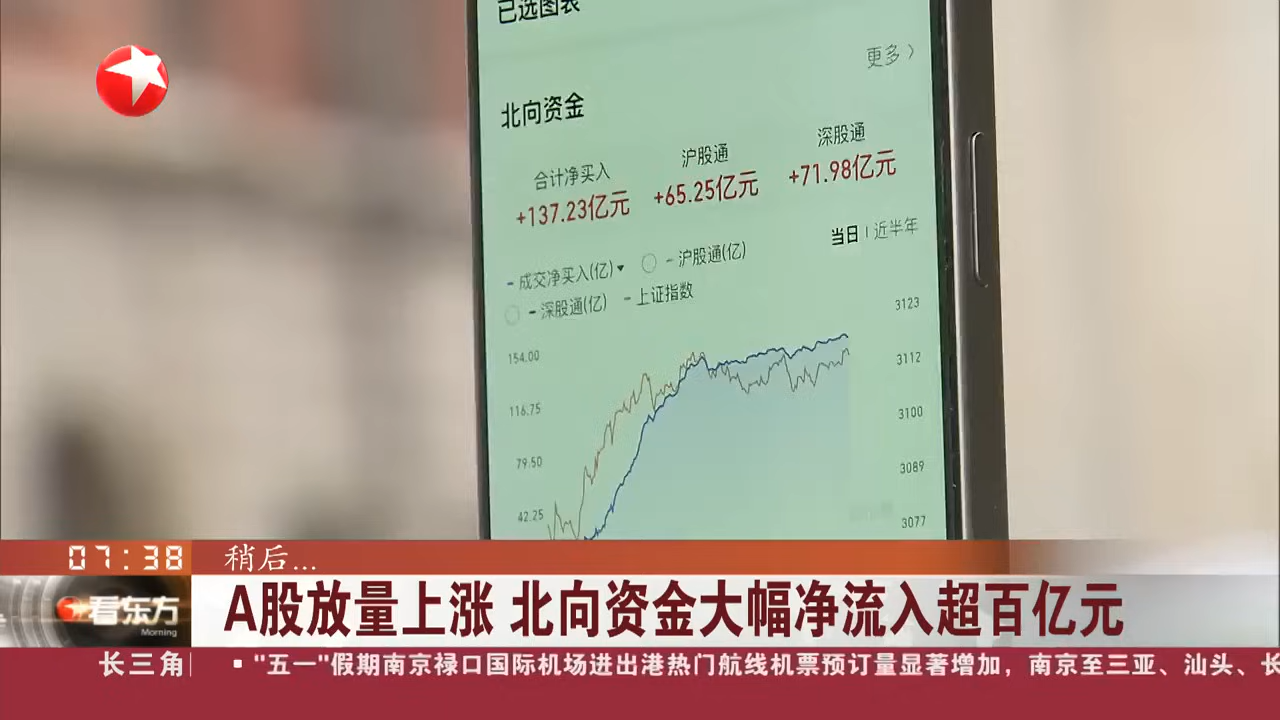 已选图表
更多 >
北向资金
合计净买入 沪股通 深股通
+137.23亿元 +65.25亿元 +71.98亿元
当日 | 近半年
成交净买入(亿) 沪股通(亿)
深股通(亿) 上证指数
154.00 3123
116.75 3112
79.50 3100
42.25 3089
3077
07:38 稍后...
看东方
Morning
A股放量上涨 北向资金大幅净流入超百亿元
长三角 "五一"假期南京禄口国际机场进出港热门航线机票预订量显著增加，南京至三亚、汕头、长